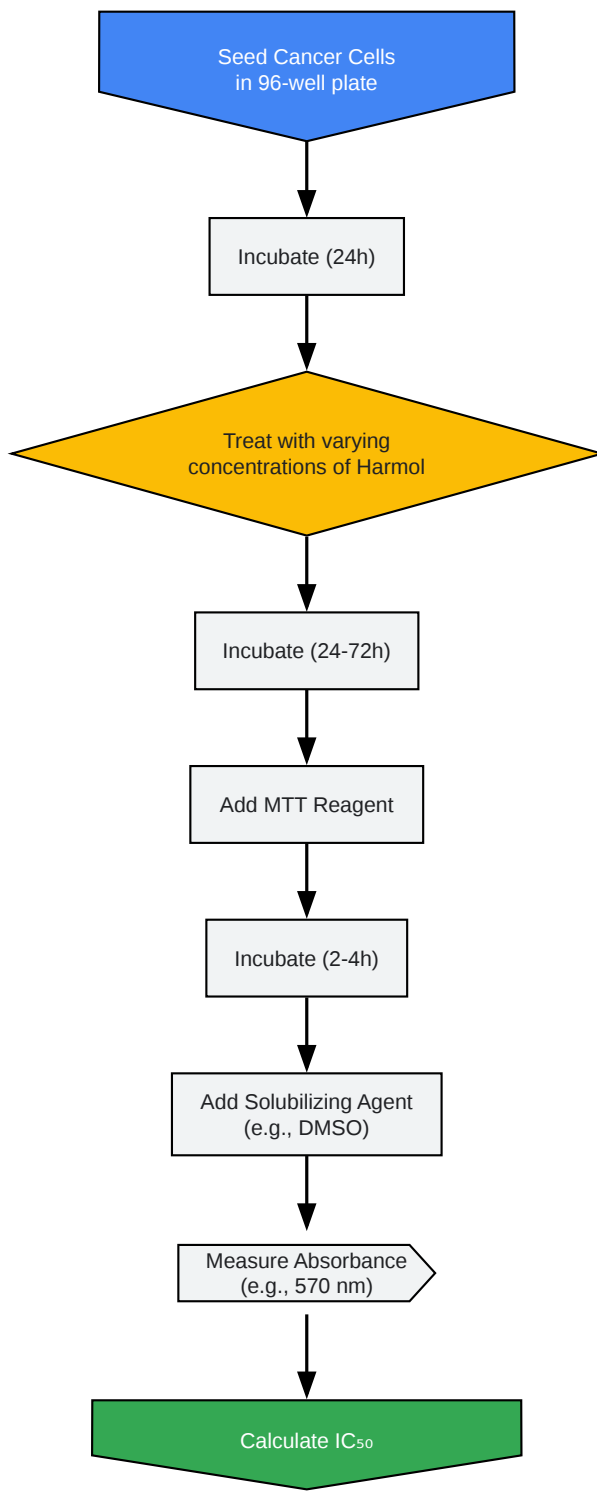 Seed Cancer Cells
in 96-well plate
Incubate (24h)
Treat with varying
concentrations of Harmol
Incubate (24-72h)
Add MTT Reagent
Incubate (2-4h)
Add Solubilizing Agent
(e.g., DMSO)
Measure Absorbance
(e.g., 570 nm)
Calculate IC₅₀